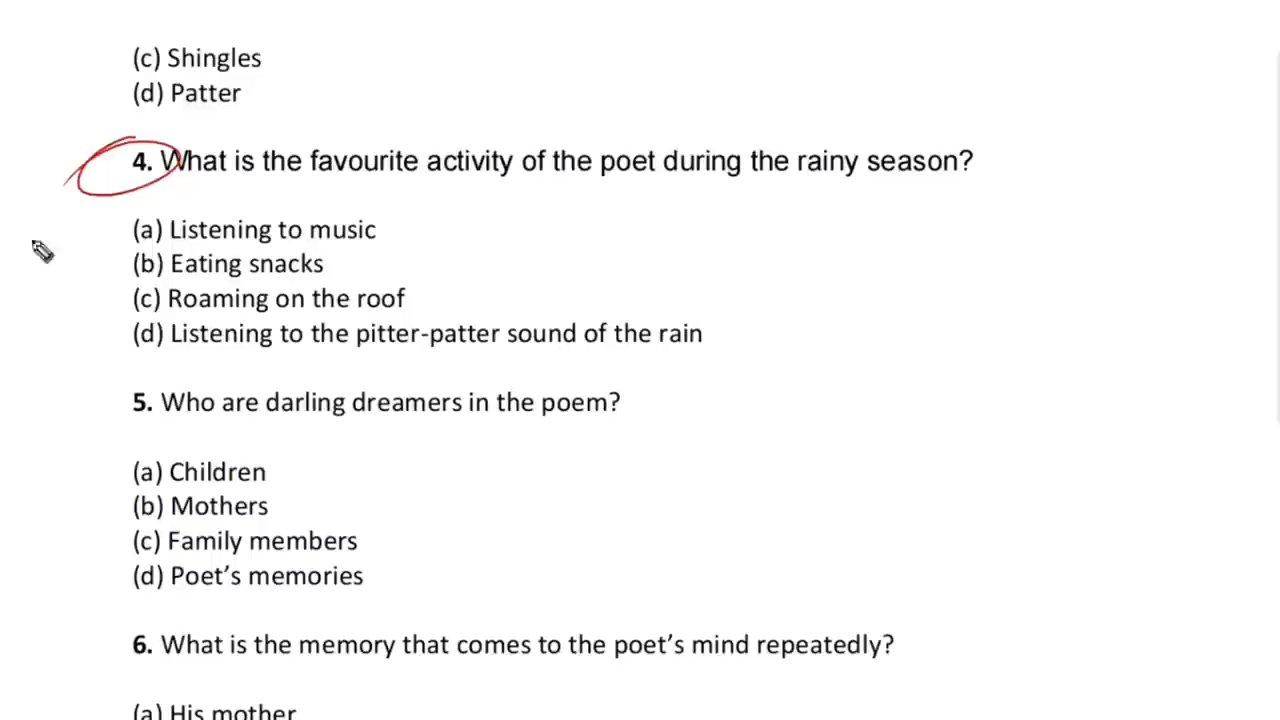 (c) Shingles
(d) Patter
4. What is the favourite activity of the poet during the rainy season?
(a) Listening to music
(b) Eating snacks
(c) Roaming on the roof
(d) Listening to the pitter-patter sound of the rain
5. Who are darling dreamers in the poem?
(a) Children
(b) Mothers
(c) Family members
(d) Poet’s memories
6. What is the memory that comes to the poet’s mind repeatedly?
(a) His mother